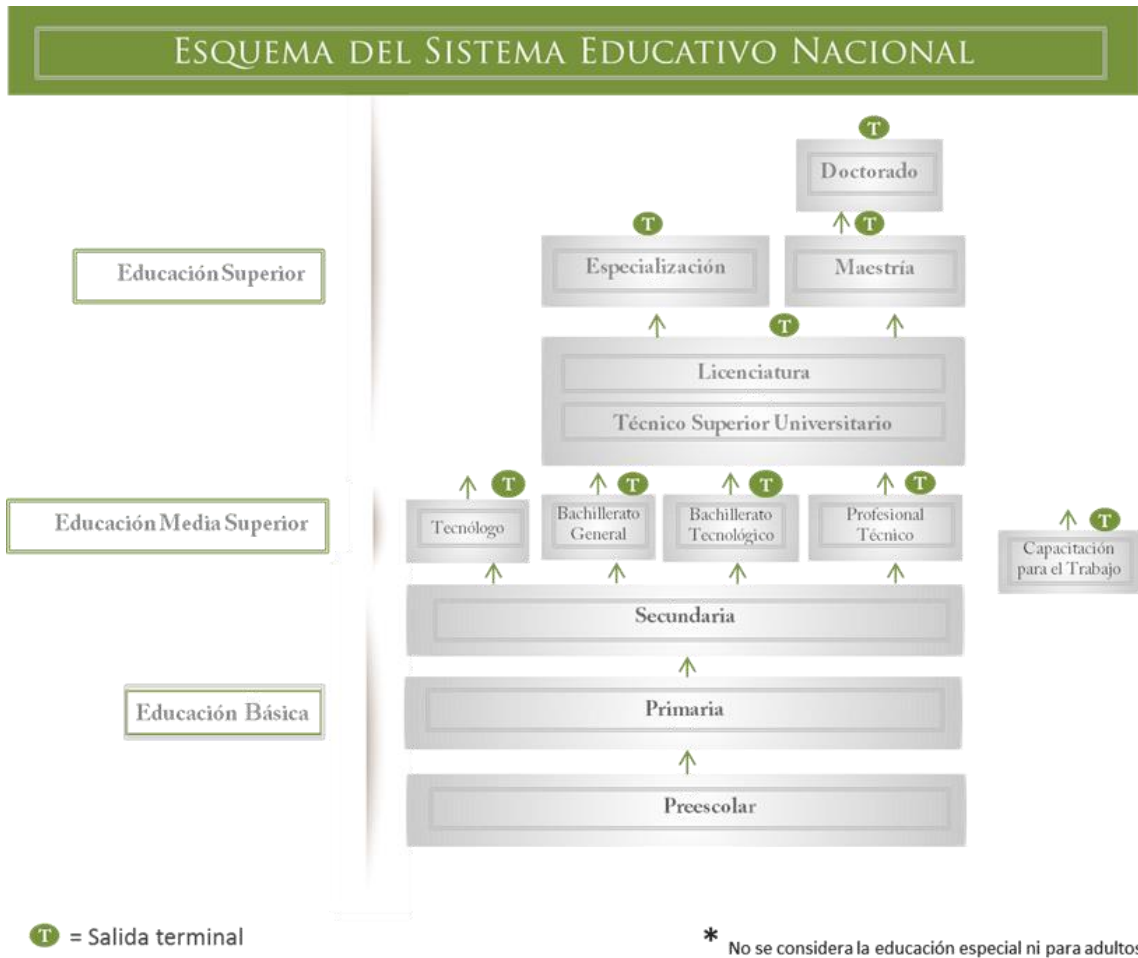 ESQUEMA DEL SISTEMA EDUCATIVO NACIONAL
T
Doctorado
T
T
Educación Superior
Especialización
Maestría
T
Licenciatura
Técnico Superior Universitario
T
T
T
T
Educación Media Superior
Tecnólogo
Bachillerato
General
Bachillerato
Tecnológico
Profesional
Técnico
T
Capacitación
para el Trabajo
Secundaria
Educación Básica
Primaria
Preescolar
T = Salida terminal
* No se considera la educación especial ni para adultos